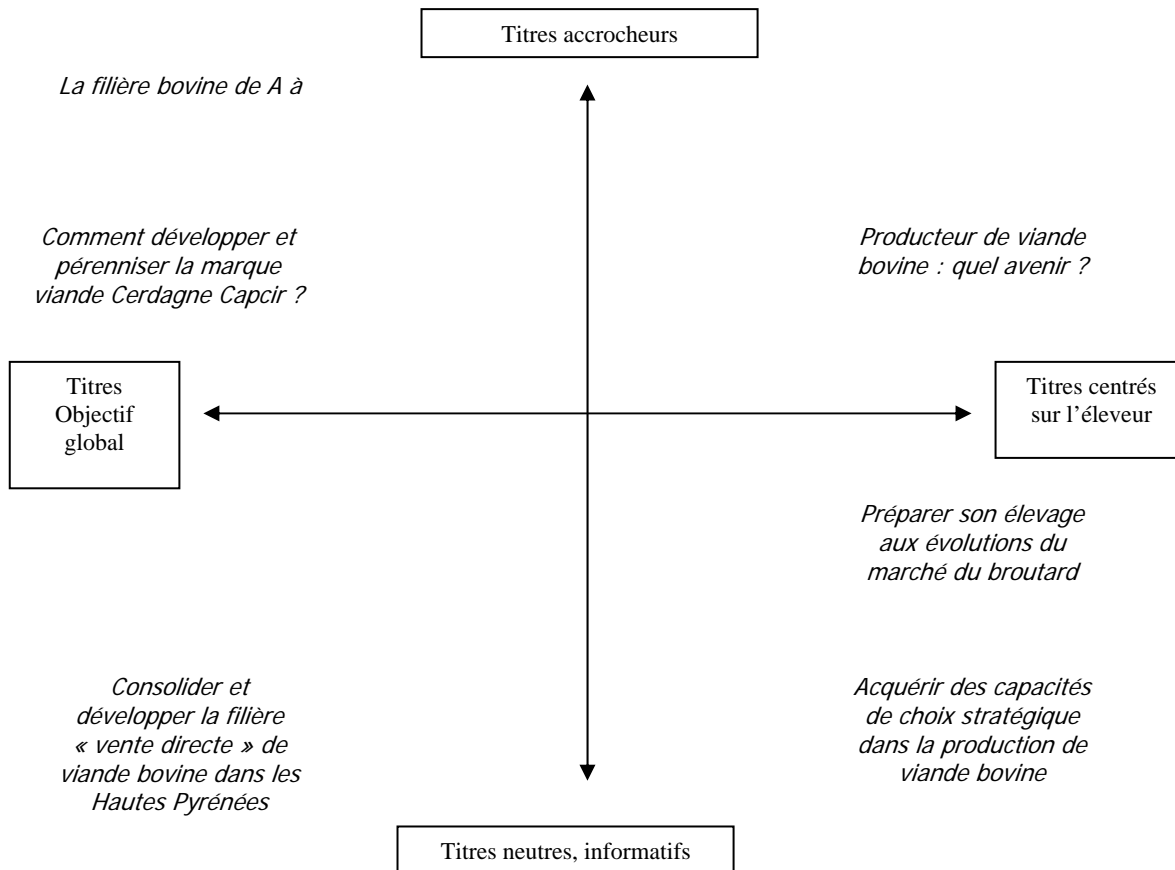 Titres accrocheurs
La filière bovine de A à
Comment développer et
pérenniser la marque
viande Cerdagne Capcir ?
Producteur de viande
bovine : quel avenir ?
Titres
Objectif
global
Titres centrés
sur l’éleveur
Préparer son élevage
aux évolutions du
marché du broutard
Consolider et
développer la filière
« vente directe » de
viande bovine dans les
Hautes Pyrénées
Acquérir des capacités
de choix stratégique
dans la production de
viande bovine
Titres neutres, informatifs